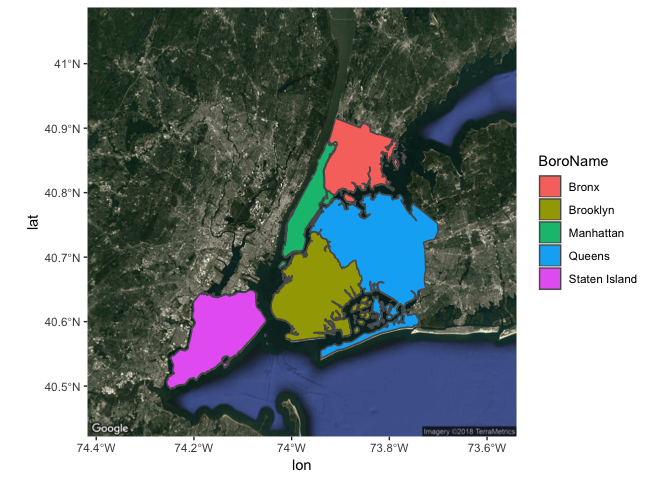 41°N
40.9°N
40.8°N
40.7°N
40.6°N
40.5°N
lat
74.4°W
74.2°W
74°W
73.8°W
73.6°W
lon
Google
Imagery ©2018 TerraMetrics
BoroName
Bronx
Brooklyn
Manhattan
Queens
Staten Island